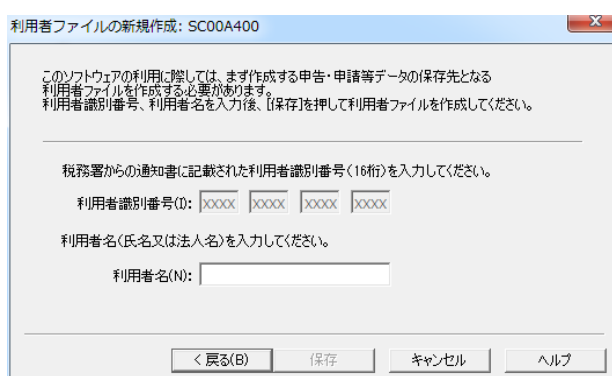 利用者ファイルの新規作成: SC00A400
x
このソフトウェアの利用に際しては、まず作成する申告・申請等データの保存先となる
利用者ファイルを作成する必要があります。
利用者識別番号、利用者名を入力後、[保存]を押して利用者ファイルを作成してください。
税務署からの通知書に記載された利用者識別番号(16桁)を入力してください。
利用者識別番号(I): xxxx xxxx xxxx xxxx
利用者名(氏名又は法人名)を入力してください。
利用者名(N):
< 戻る(B) 保存 キャンセル ヘルプ